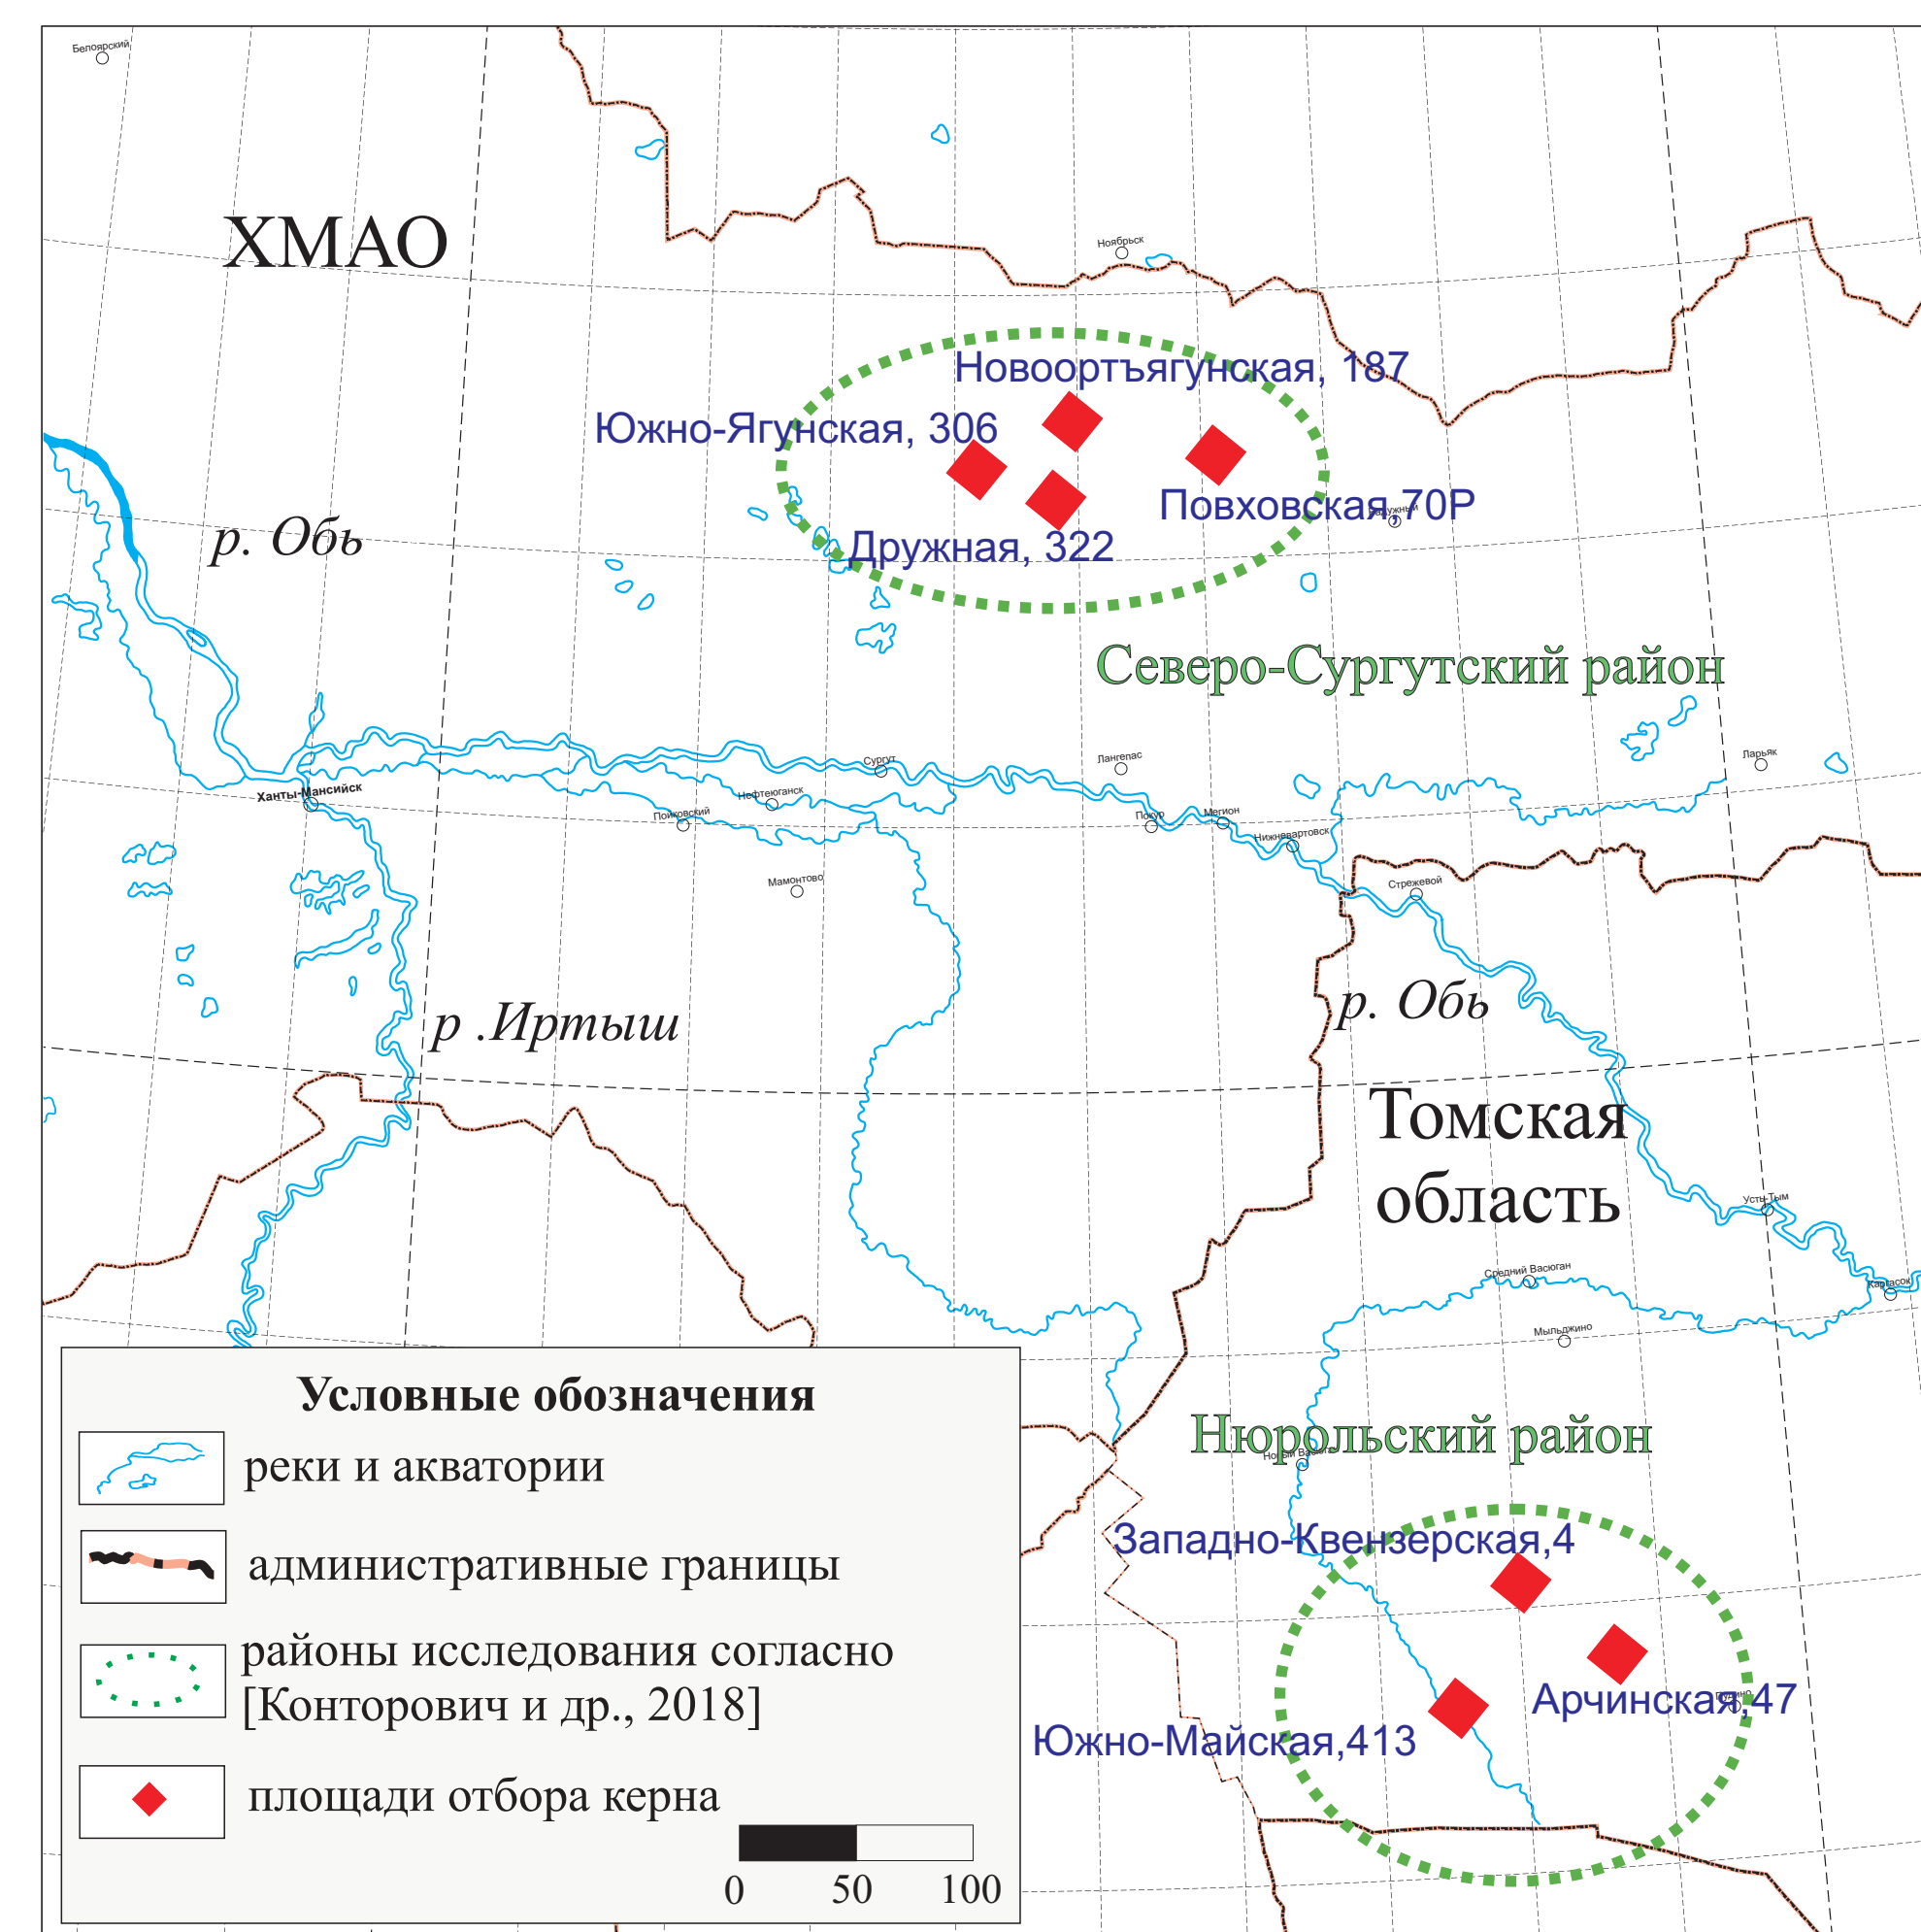 Белоярский
ХМАО
Ноябрьск
Новоортъягунская, 187
Южно-Ягунская, 306
Повховская,70Р
Дружная, 322
р. Обь
Северо-Сургутский район
Ларьяк
Лангепас
Сургут
Ханты-Мансийск
Нефтеюганск
Пойковский
Покур
Мегион
Нижневартовск
Мамонтово
Стрежевой
р .Иртыш
р. Обь
Томская
область
Усть-Тым
Средний Васюган
Каргасок
Мыльджино
Нюрольский район
Новый Васюган
Западно-Квензерская,4
Арчинская,47
Южно-Майская,413
Условные обозначения
реки и акватории
административные границы
районы исследования согласно
[Конторович и др., 2018]
площади отбора керна
0 50 100